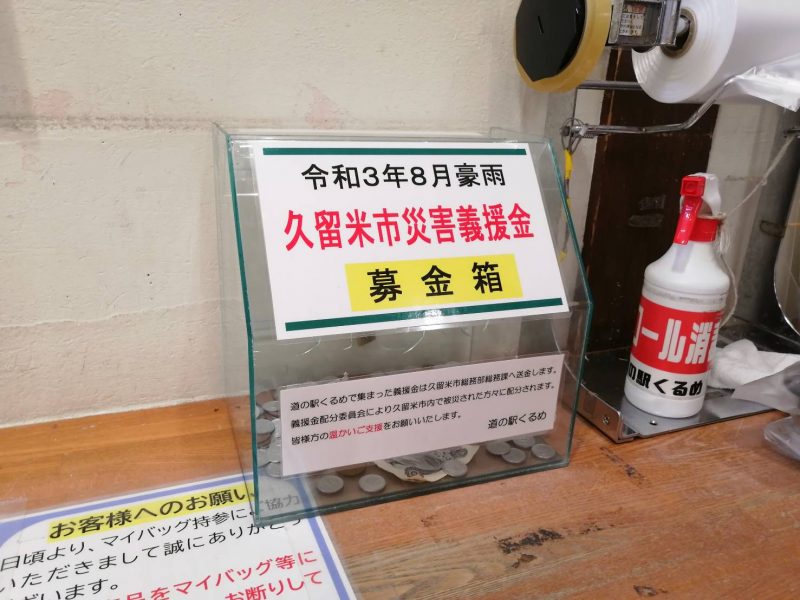 令和3年8月豪雨
久留米市災害義援金
募金箱
道の駅くるめで集まった義援金は久留米市総務部総務課へ送金します。
義援金配分委員会により久留米市内で被災された方々に配分されます。
皆様方の温かいご支援をお願いいたします。
道の駅くるめ
コール消毒
の駅くるめ
お客様へのお願い
日頃より、マイバッグ持参に
ご協力
いただきまして誠にありがとう
ざいます。
品をマイバッグ等に
お断りして